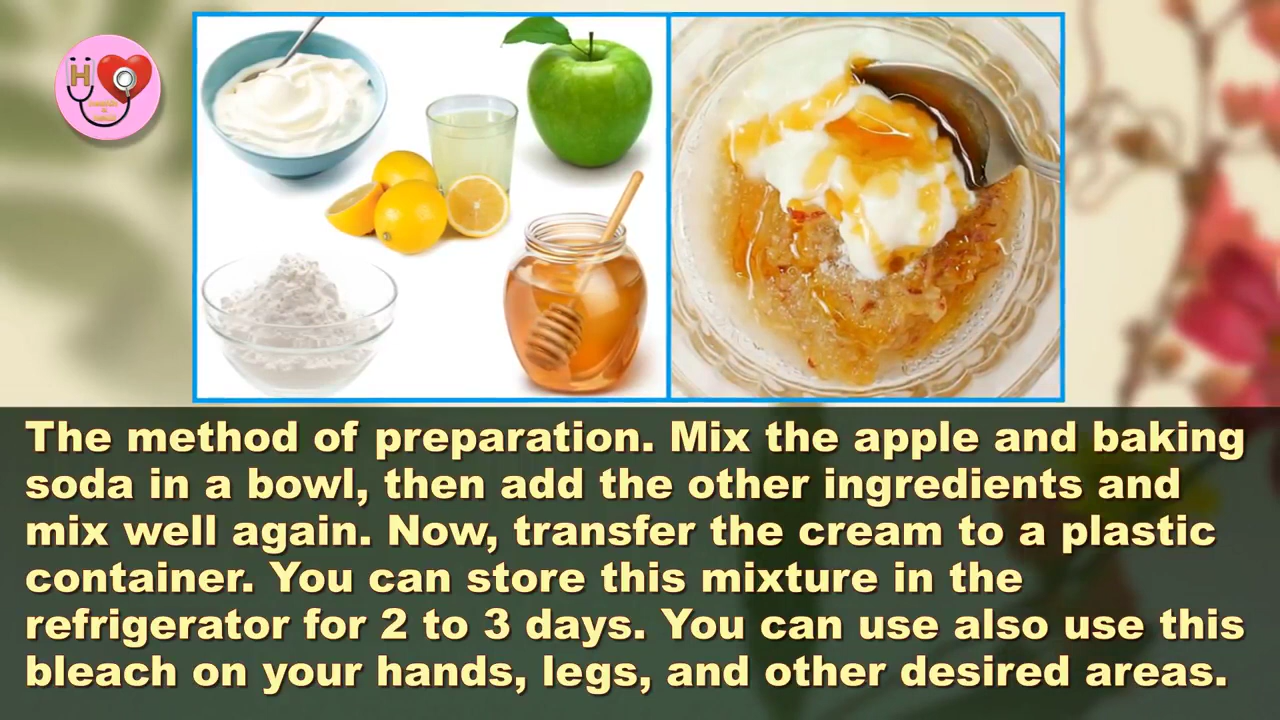 H
The method of preparation. Mix the apple and baking
soda in a bowl, then add the other ingredients and
mix well again. Now, transfer the cream to a plastic
container. You can store this mixture in the
refrigerator for 2 to 3 days. You can use also use this
bleach on your hands, legs, and other desired areas.